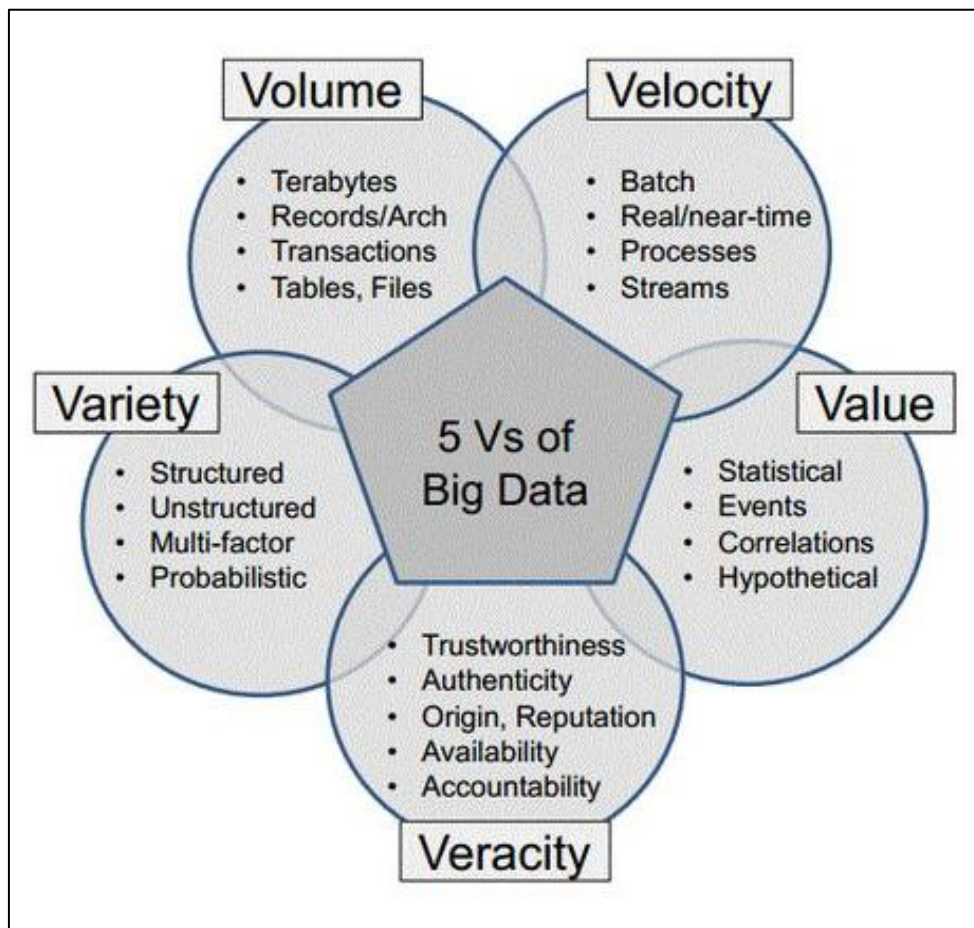 Volume
• Terabytes
• Records/Arch
• Transactions
• Tables, Files
Velocity
• Batch
• Real/near-time
• Processes
• Streams
Variety
• Structured
• Unstructured
• Multi-factor
• Probabilistic
5 Vs of
Big Data
Value
• Statistical
• Events
• Correlations
• Hypothetical
• Trustworthiness
• Authenticity
• Origin, Reputation
• Availability
• Accountability
Veracity